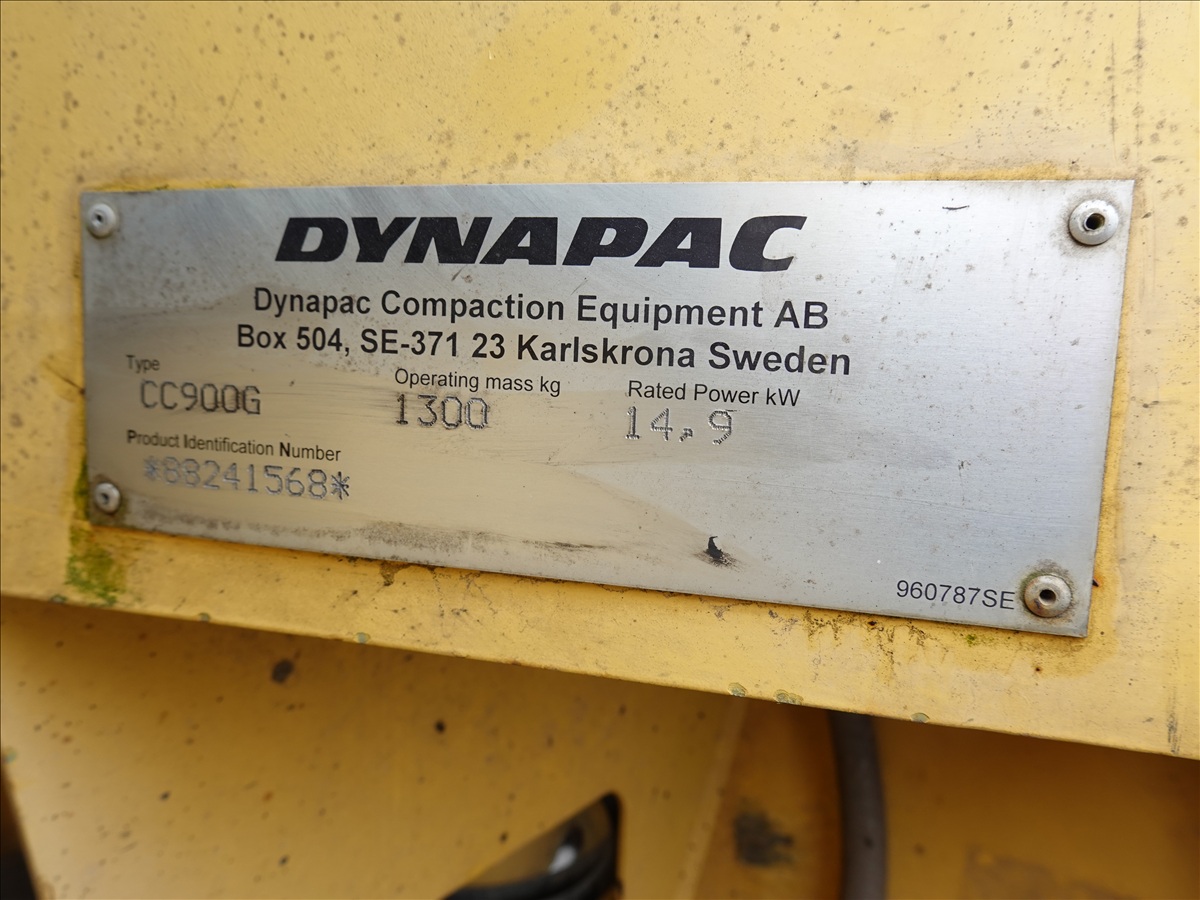 DYNAPAC
Dynapac Compaction Equipment AB
Box 504, SE-371 23 Karlskrona Sweden
Type Operating mass kg Rated Power kW
CC900G 1300 14,9
Product Identification Number
*88241568*
960787SE